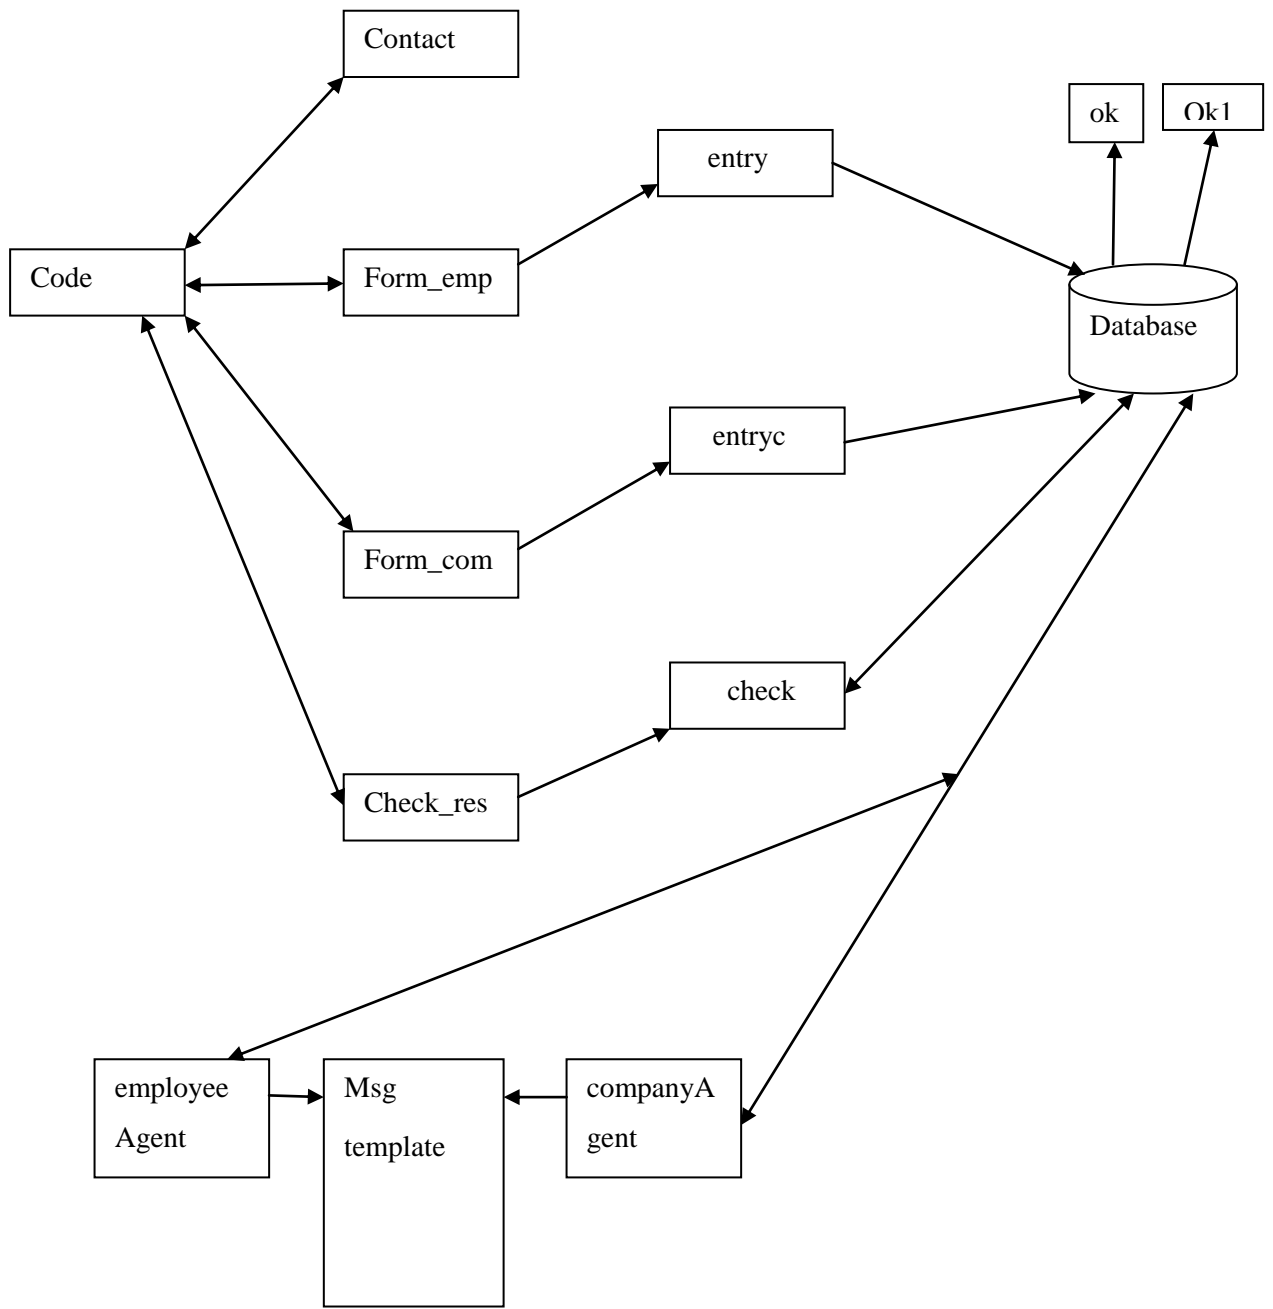 Contact
ok
Ok1
entry
Code
Form_emp
Database
entryc
Form_com
check
Check_res
employee
Agent
Msg
template
companyA
gent